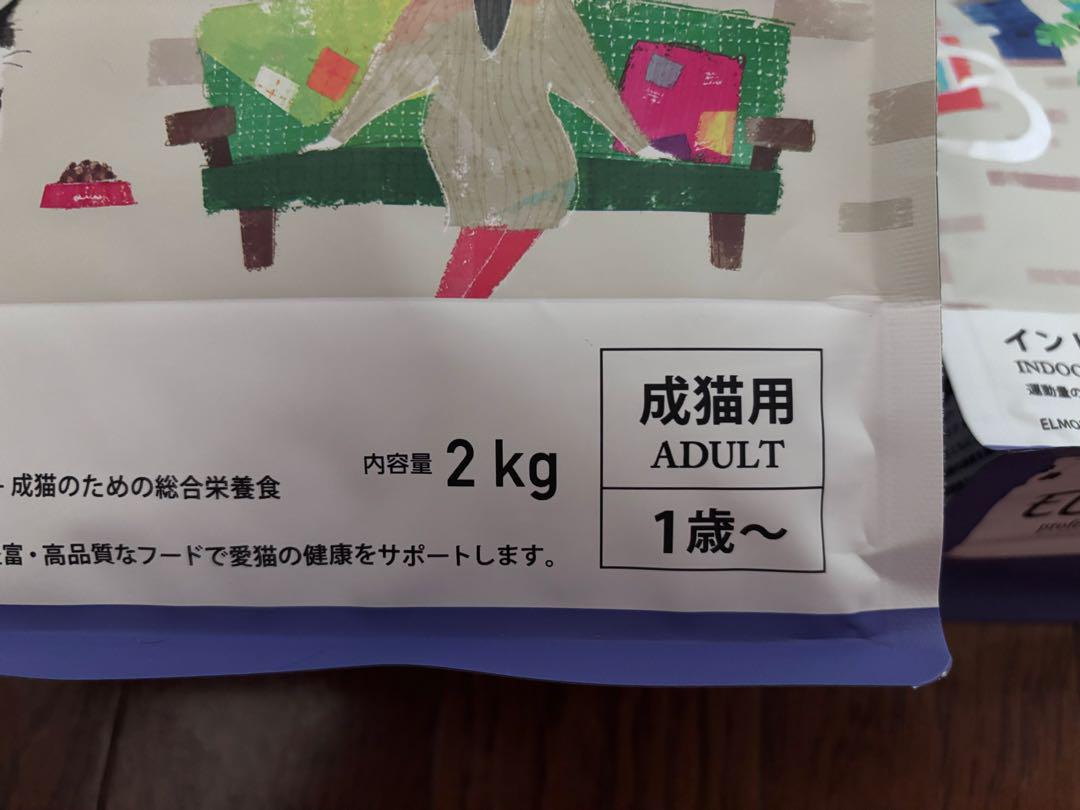 成猫用
ADULT
内容量 2 kg
成猫のための総合栄養食
1歳～
富・高品質なフードで愛猫の健康をサポートします。
イン
INDOO
運動量の
ELMO